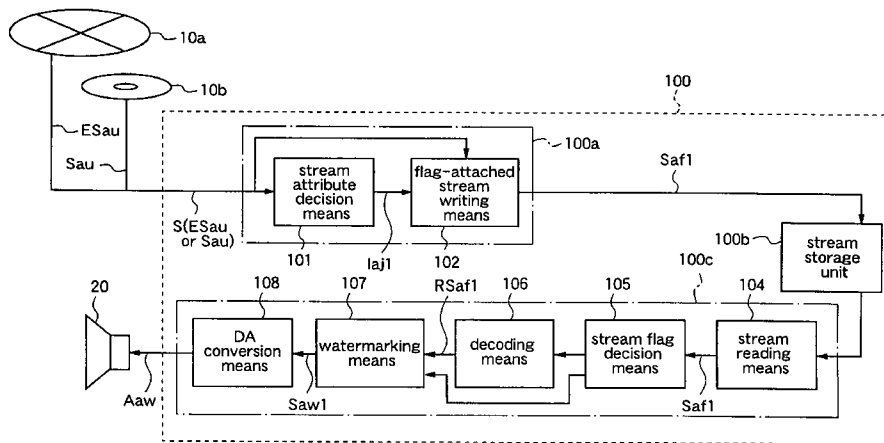 10a
10b
100
ESau
Sau
100a
Saf1
stream
attribute
decision
means
flag-attached
stream
writing
means
S(ESau
or Sau)
101
Iaj1
102
100b
stream
storage
unit
100c
20
108
107
RSaf1
106
105
104
DA
conversion
means
watermarking
means
decoding
means
stream flag
decision
means
stream
reading
means
Aaw
Saw1
Saf1